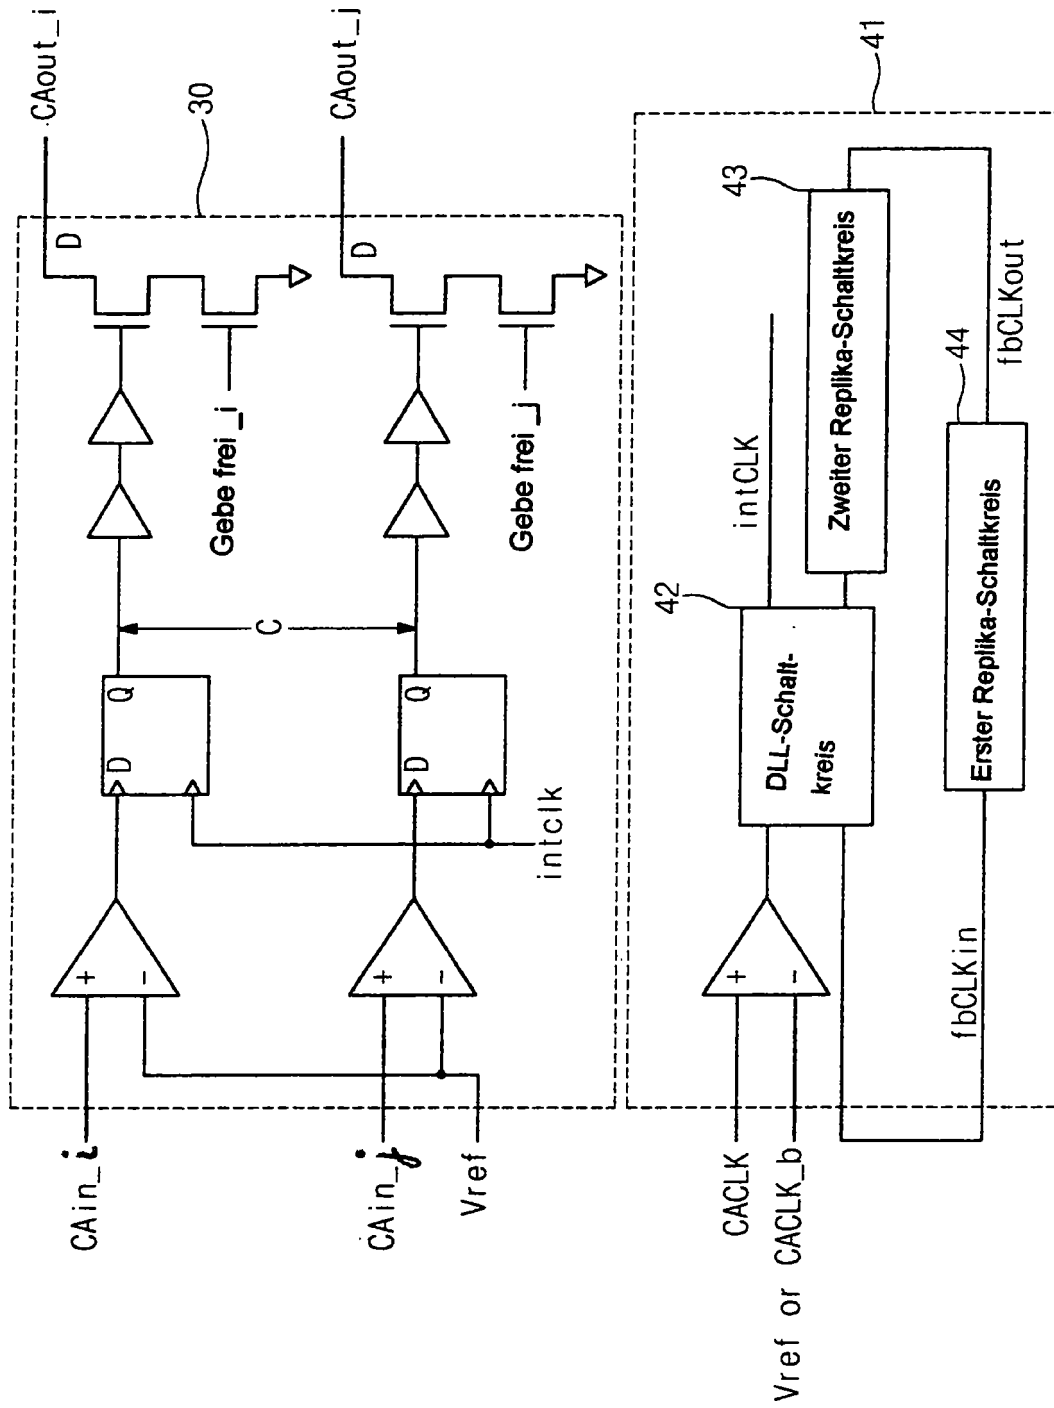 CAin_i
+
−
D
Q
D
CAout_i
Gebe frei_i
30
C
CAin_j
+
−
D
Q
D
CAout_j
Gebe frei_j
Vref
intclk
41
CACLK
+
Vref or CACLK_b
−
DLL-Schalt-
kreis
42
intCLK
Zweiter Replika-Schaltkreis
43
fbCLKin
Erster Replika-Schaltkreis
44
fbCLKout